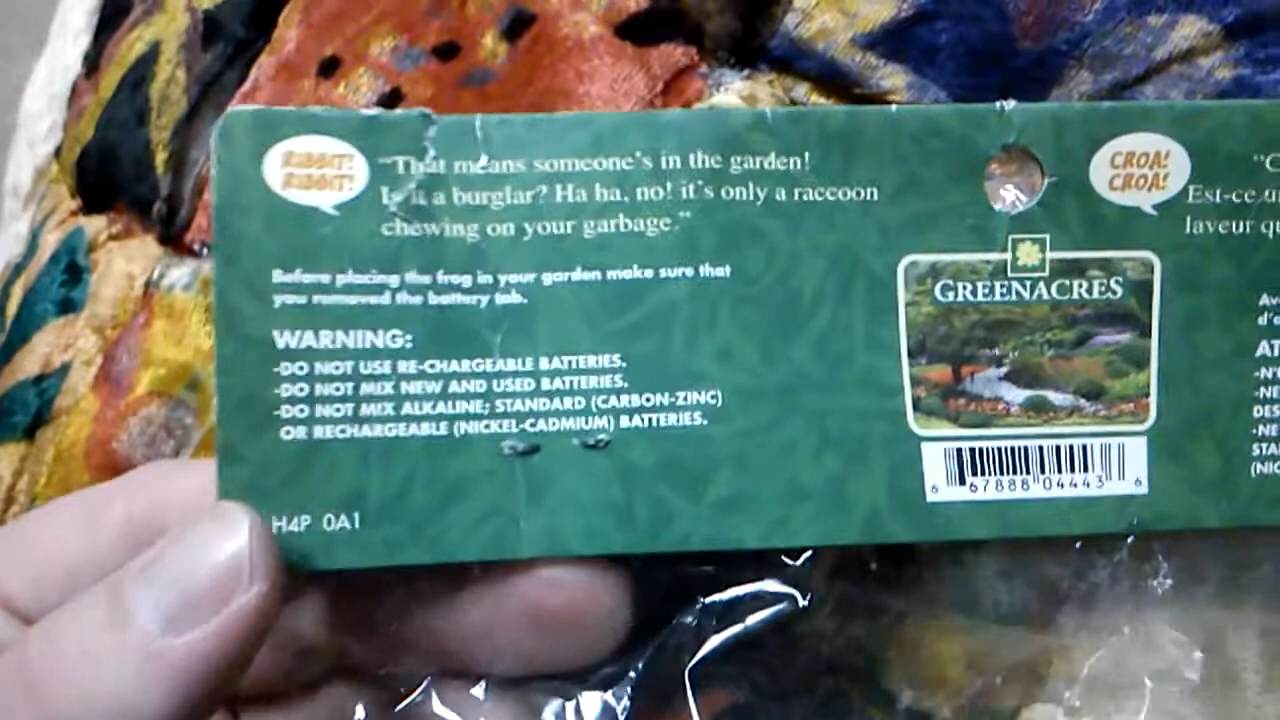 RIBBIT!
RIBBIT!
"That means someone's in the garden!
Is it a burglar? Ha ha, no! it's only a raccoon
chewing on your garbage."
Before placing the frog in your garden make sure that
you removed the battery tab.
WARNING:
-DO NOT USE RE-CHARGEABLE BATTERIES.
-DO NOT MIX NEW AND USED BATTERIES.
-DO NOT MIX ALKALINE; STANDARD (CARBON-ZINC)
OR RECHARGEABLE (NICKEL-CADMIUM) BATTERIES.
H4P 0A1
GREENACRES
6 67888 04443 6
CROA!
CROA!
"C
Est-ce
laveur
AT
DES
STA
(NIC